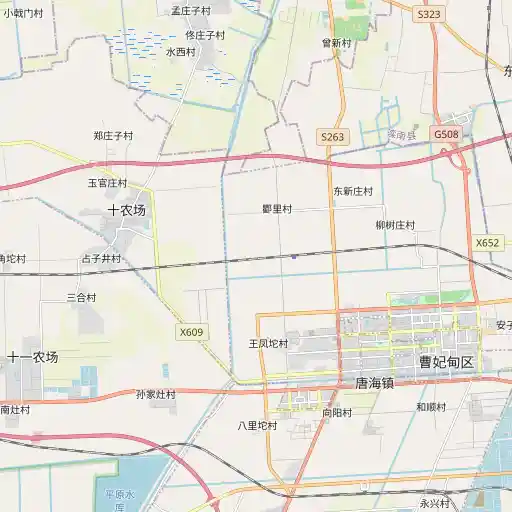 小戟门村
孟庄子村
S323
佟庄子村
曾新村
水西村
东
郑庄子村
S263
滦南县
G508
玉官庄村
东新庄村
十农场
郾里村
柳树庄村
X652
角坨村
占子井村
三合村
X609
安子
王凤坨村
十一农场
曹妃甸区
唐海镇
孙家灶村
南灶村
向阳村
和顺村
八里坨村
平原水
库
永兴村